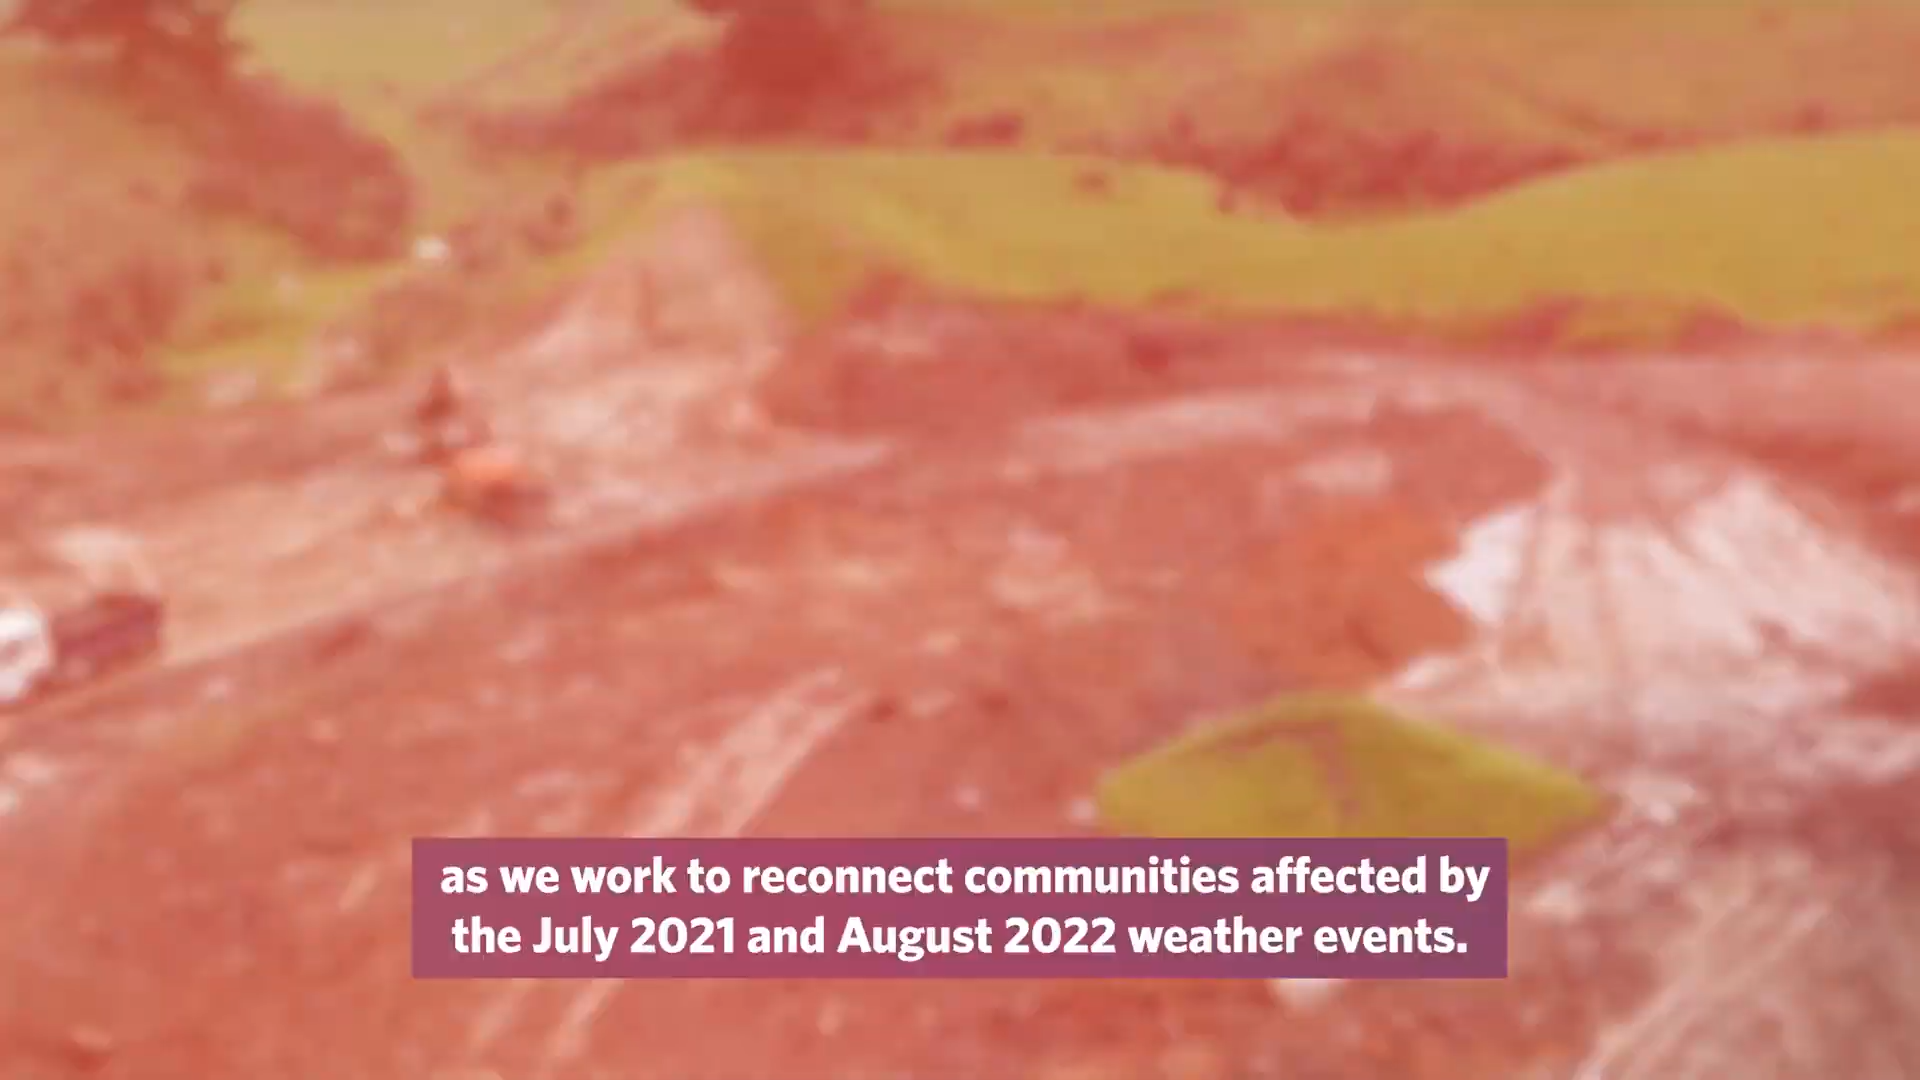 as we work to reconnect communities affected by
the July 2021 and August 2022 weather events.